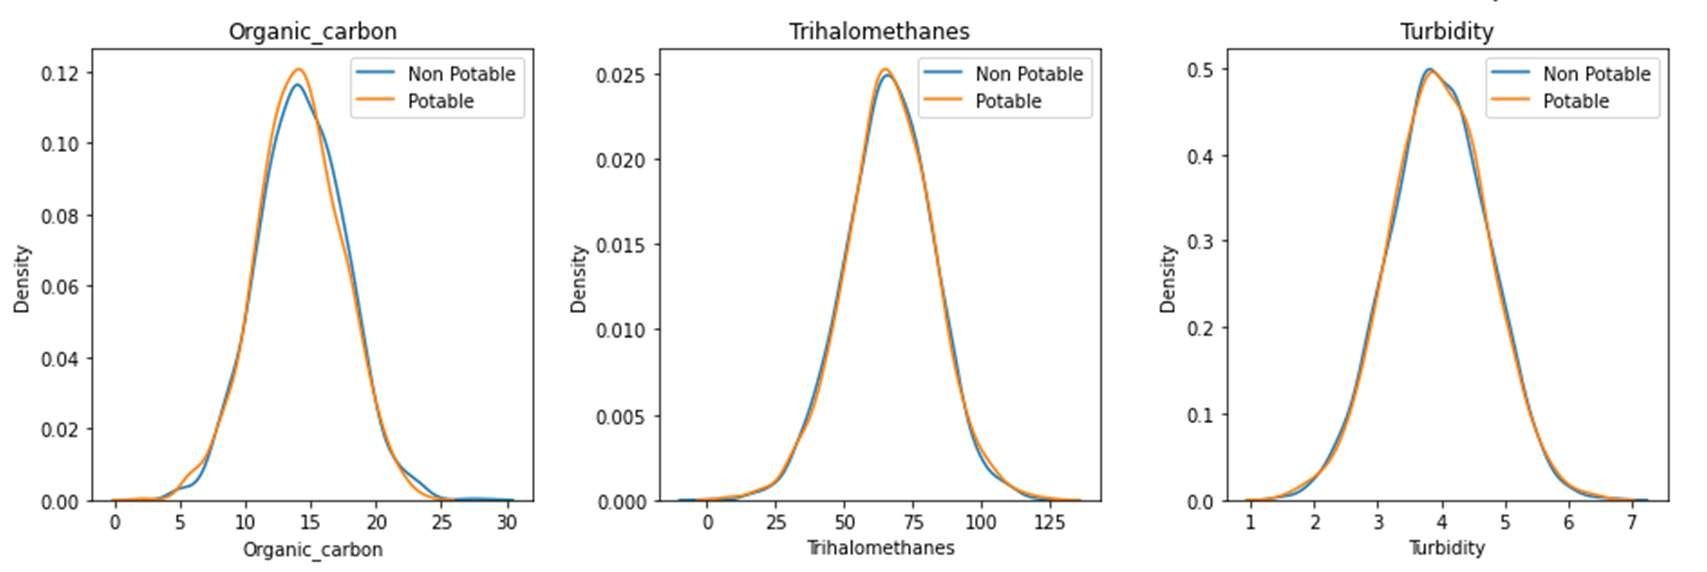 Organic_carbon
0.12
0.10
0.08
0.06
0.04
0.02
0.00
Density
0
5
10
15
20
25
30
Organic_carbon
Non Potable
Potable
Trihalomethanes
0.025
0.020
0.015
0.010
0.005
0.000
Density
0
25
50
75
100
125
Trihalomethanes
Non Potable
Potable
Turbidity
0.5
0.4
0.3
0.2
0.1
0.0
Density
1
2
3
4
5
6
7
Turbidity
Non Potable
Potable